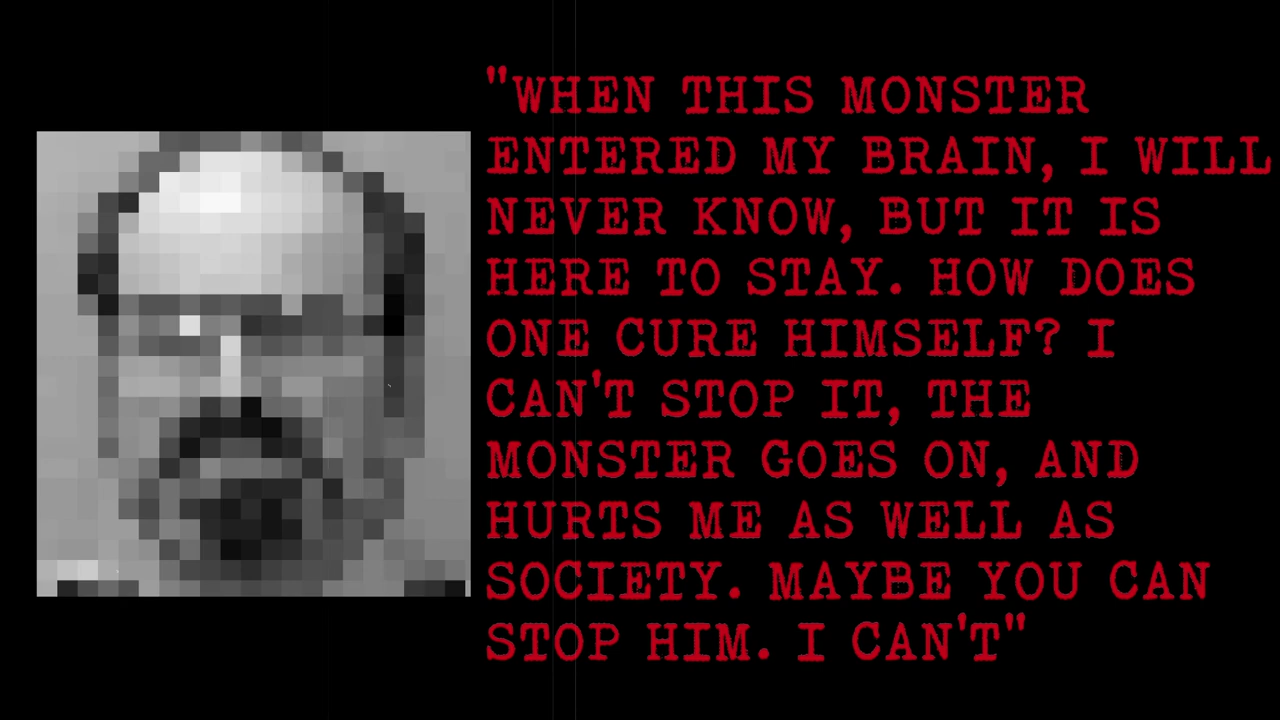 "WHEN THIS MONSTER
ENTERED MY BRAIN, I WILL
NEVER KNOW, BUT IT IS
HERE TO STAY. HOW DOES
ONE CURE HIMSELF? I
CAN'T STOP IT, THE
MONSTER GOES ON, AND
HURTS ME AS WELL AS
SOCIETY. MAYBE YOU CAN
STOP HIM. I CAN'T"